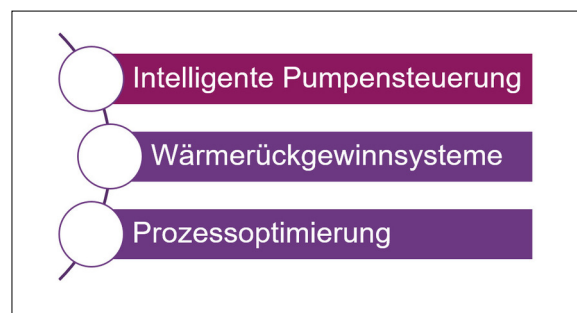 Intelligente Pumpensteuerung
Wärmerückgewinnsysteme
Prozessoptimierung